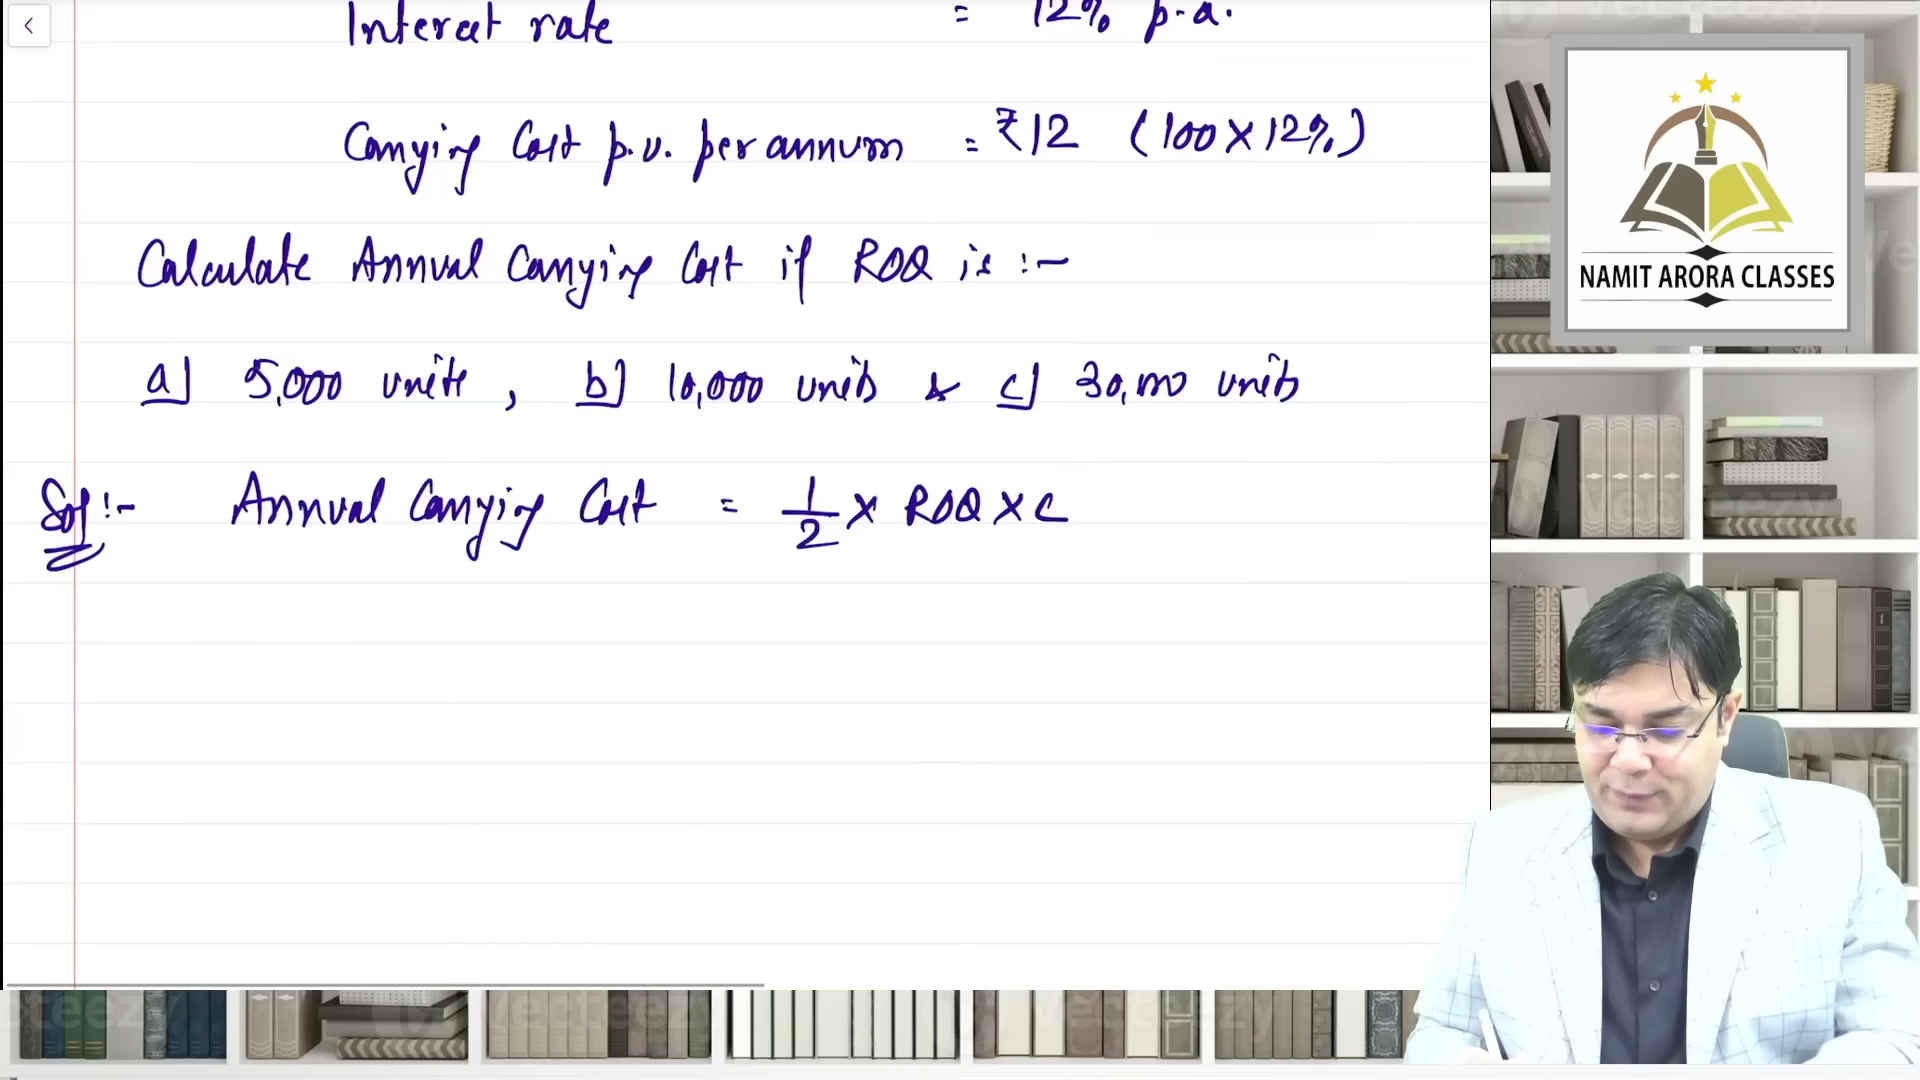 Interest rate = 12% p.a.
Carrying Cost p.u. per annum = ₹12 (100 X 12%)
Calculate Annual Carrying Cost if ROQ is :-
a] 5,000 units, b] 10,000 units & c] 30,000 units
Sol :- Annual Carrying Cost = 1/2 X ROQ X C
NAMIT ARORA CLASSES